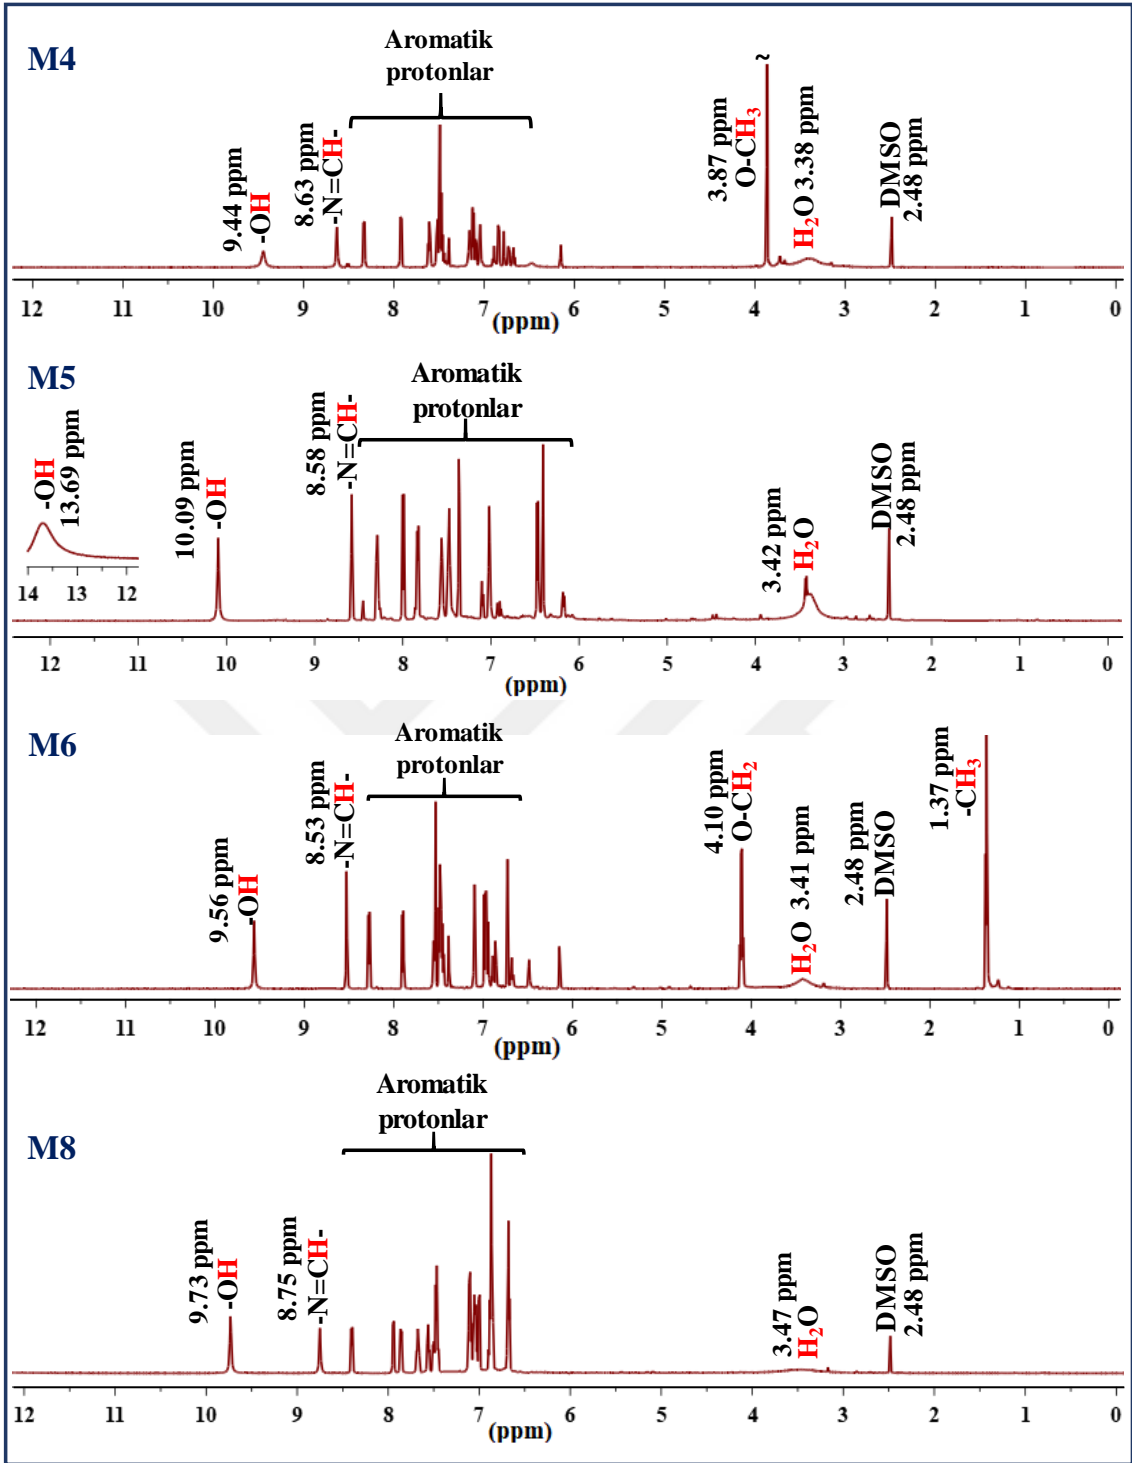 M4
Aromatik
protonlar
9.44 ppm
-OH
8.63 ppm
-N=CH-
3.87 ppm
O-CH₃
H₂O 3.38 ppm
DMSO
2.48 ppm
12 11 10 9 8 7 6 5 4 3 2 1 0
(ppm)
M5
Aromatik
protonlar
-OH
13.69 ppm
14 13 12
10.09 ppm
-OH
8.58 ppm
-N=CH-
3.42 ppm
H₂O
DMSO
2.48 ppm
12 11 10 9 8 7 6 5 4 3 2 1 0
(ppm)
M6
Aromatik
protonlar
9.56 ppm
-OH
8.53 ppm
-N=CH-
4.10 ppm
O-CH₂
H₂O 3.41 ppm
2.48 ppm
DMSO
1.37 ppm
-CH₃
12 11 10 9 8 7 6 5 4 3 2 1 0
(ppm)
M8
Aromatik
protonlar
9.73 ppm
-OH
8.75 ppm
-N=CH-
3.47 ppm
H₂O
DMSO
2.48 ppm
12 11 10 9 8 7 6 5 4 3 2 1 0
(ppm)